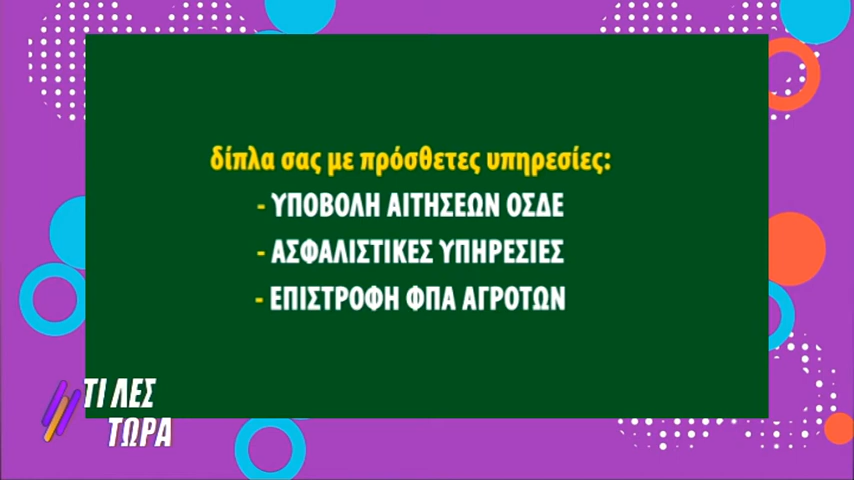 δίπλα σας με πρόσθετες υπηρεσίες:
- ΥΠΟΒΟΛΗ ΑΙΤΗΣΕΩΝ ΟΣΔΕ
- ΑΣΦΑΛΙΣΤΙΚΕΣ ΥΠΗΡΕΣΙΕΣ
- ΕΠΙΣΤΡΟΦΗ ΦΠΑ ΑΓΡΟΤΩΝ
ΤΙ ΛΕΣ
ΤΩΡΑ